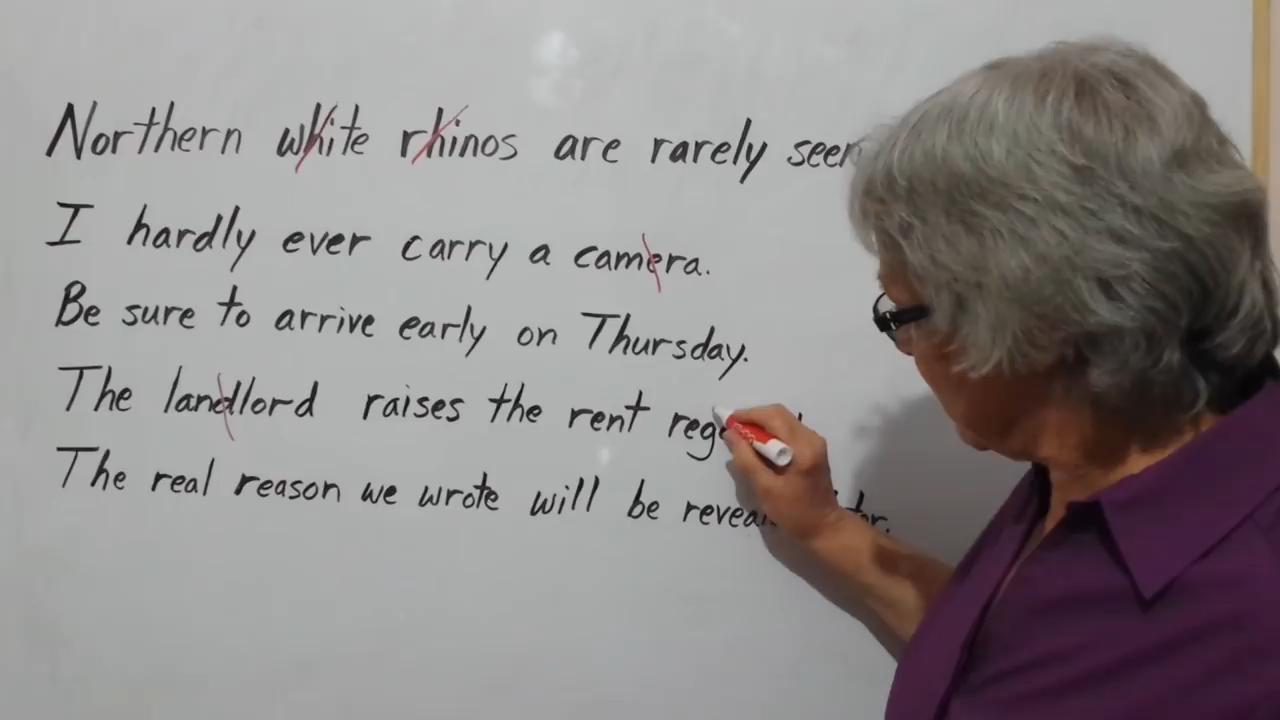 Northern white rhinos are rarely seen
I hardly ever carry a camera.
Be sure to arrive early on Thursday.
The landlord raises the rent
The real reason we wrote will be